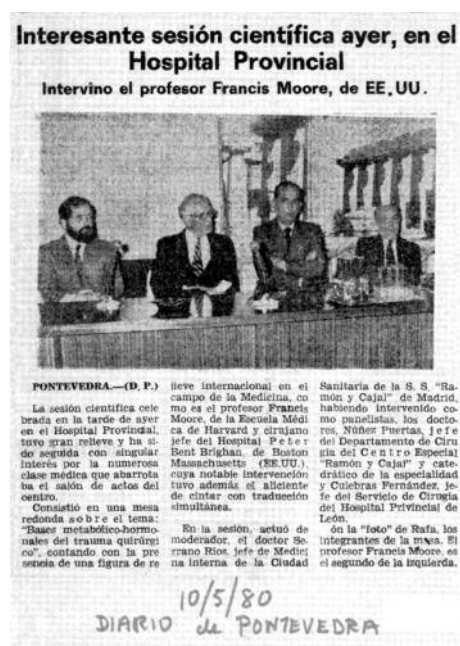 Interesante sesión científica ayer, en el
Hospital Provincial
Intervino el profesor Francis Moore, de EE.UU.
PONTEVEDRA.—(D. P.)
La sesión científica cele
brada en la tarde de ayer
en el Hospital Provincial,
tuvo gran relieve y ha si-
do seguida con singular
interés por la numerosa
clase médica que abarrota
ba el salón de actos del
centro.
Consistió en una mesa
redonda sobre el tema:
"Bases metabólico-hormo-
nales del trauma quirúrgi
co", contando con la pre
sencia de una figura de re
lieve internacional en el
campo de la Medicina, co
mo es el profesor Francis
Moore, de la Escuela Médi
ca de Harvard y cirujano
jefe del Hospital Peter
Bent Brighan, de Boston
Massachusetts (EE.UU.),
cuya notable intervención
tuvo además el aliciente
de cintar con traducción
simultánea.
En la sesión, actuó de
moderador, el doctor Se-
rrano Ríos, jefe de Medici
na interna de la Ciudad
Sanitaria de la S. S. "Ra-
món y Cajal" de Madrid,
habiendo intervenido co-
mo panelistas, los docto-
res, Núñez Puertas, jefe
del Departamento de Ciru
gía del Centro Especial
"Ramón y Cajal" y cate-
drático de la especialidad
y Culebras Fernández, je-
fe del Servicio de Cirugía
del Hospital Privincial de
León.
ón la "foto" de Rafa, los
integrantes de la mesa. El
profesor Francis Moore, es
el segundo de la izquierda.
10/5/80
DIARIO de PONTEVEDRA